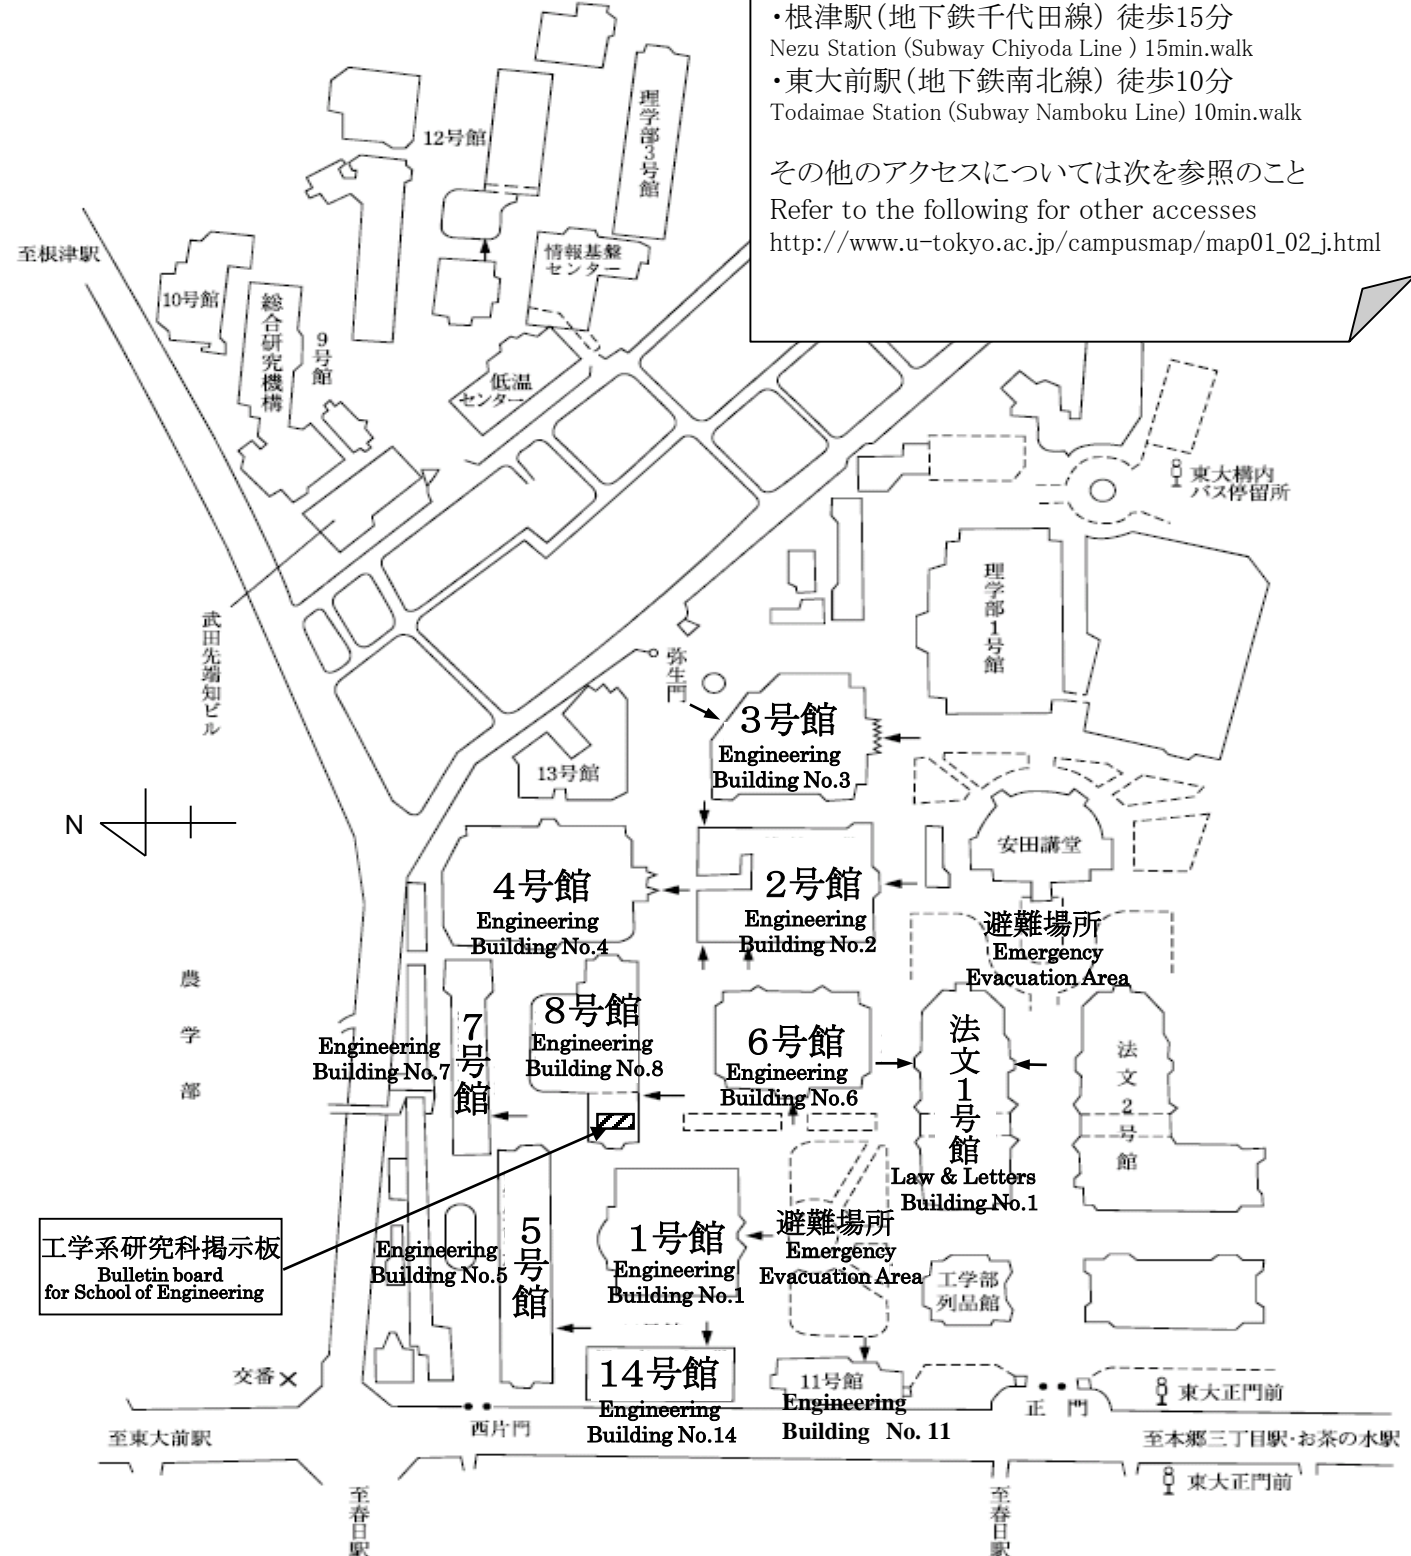 ・根津駅（地下鉄千代田線） 徒歩15分
Nezu Station (Subway Chiyoda Line ) 15min.walk
・東大前駅（地下鉄南北線） 徒歩10分
Todaimae Station (Subway Namboku Line) 10min.walk
その他のアクセスについては次を参照のこと
Refer to the following for other accesses
http://www.u-tokyo.ac.jp/campusmap/map01_02_j.html
理学部3号館
12号館
至根津駅
情報基盤
センター
10号館
総合研究機構
9号館
低温
センター
東大構内
バス停留所
理学部1号館
武田先端知ビル
弥生門
3号館
Engineering
Building No.3
13号館
N
安田講堂
4号館
Engineering
Building No.4
2号館
Engineering
Building No.2
避難場所
Emergency
Evacuation Area
農学部
7号館
Engineering
Building No.7
8号館
Engineering
Building No.8
6号館
Engineering
Building No.6
法文1号館
Law & Letters
Building No.1
法文2号館
工学系研究科掲示板
Bulletin board
for School of Engineering
5号館
Engineering
Building No.5
1号館
Engineering
Building No.1
避難場所
Emergency
Evacuation Area
工学部
列品館
交番
14号館
Engineering
Building No.14
11号館
Engineering
Building No. 11
正門
東大正門前
西片門
至東大前駅
至本郷三丁目駅・お茶の水駅
東大正門前
至春日駅
至春日駅